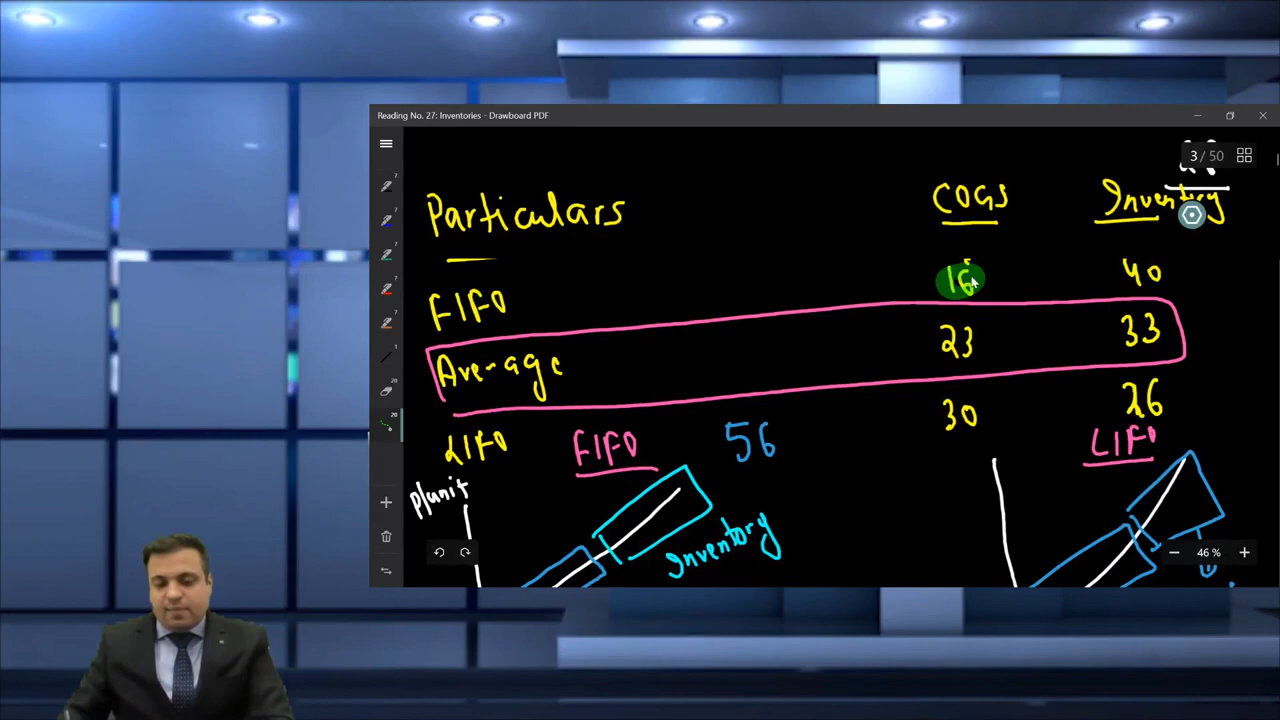 Reading No. 27: Inventories - Drawboard PDF
3 / 50
Particulars COGS Inventory
FIFO 16 40
Average 23 33
LIFO 30 26
FIFO 56 LIFO
p/unit
Inventory
46 %